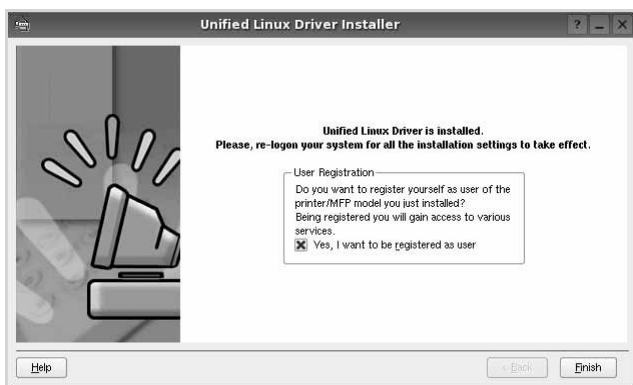 Unified Linux Driver Installer
Unified Linux Driver is installed.
Please, re-logon your system for all the installation settings to take effect.
User Registration
Do you want to register yourself as user of the
printer/MFP model you just installed?
Being registered you will gain access to various
services.
Yes, I want to be registered as user
Help
< Back
Finish